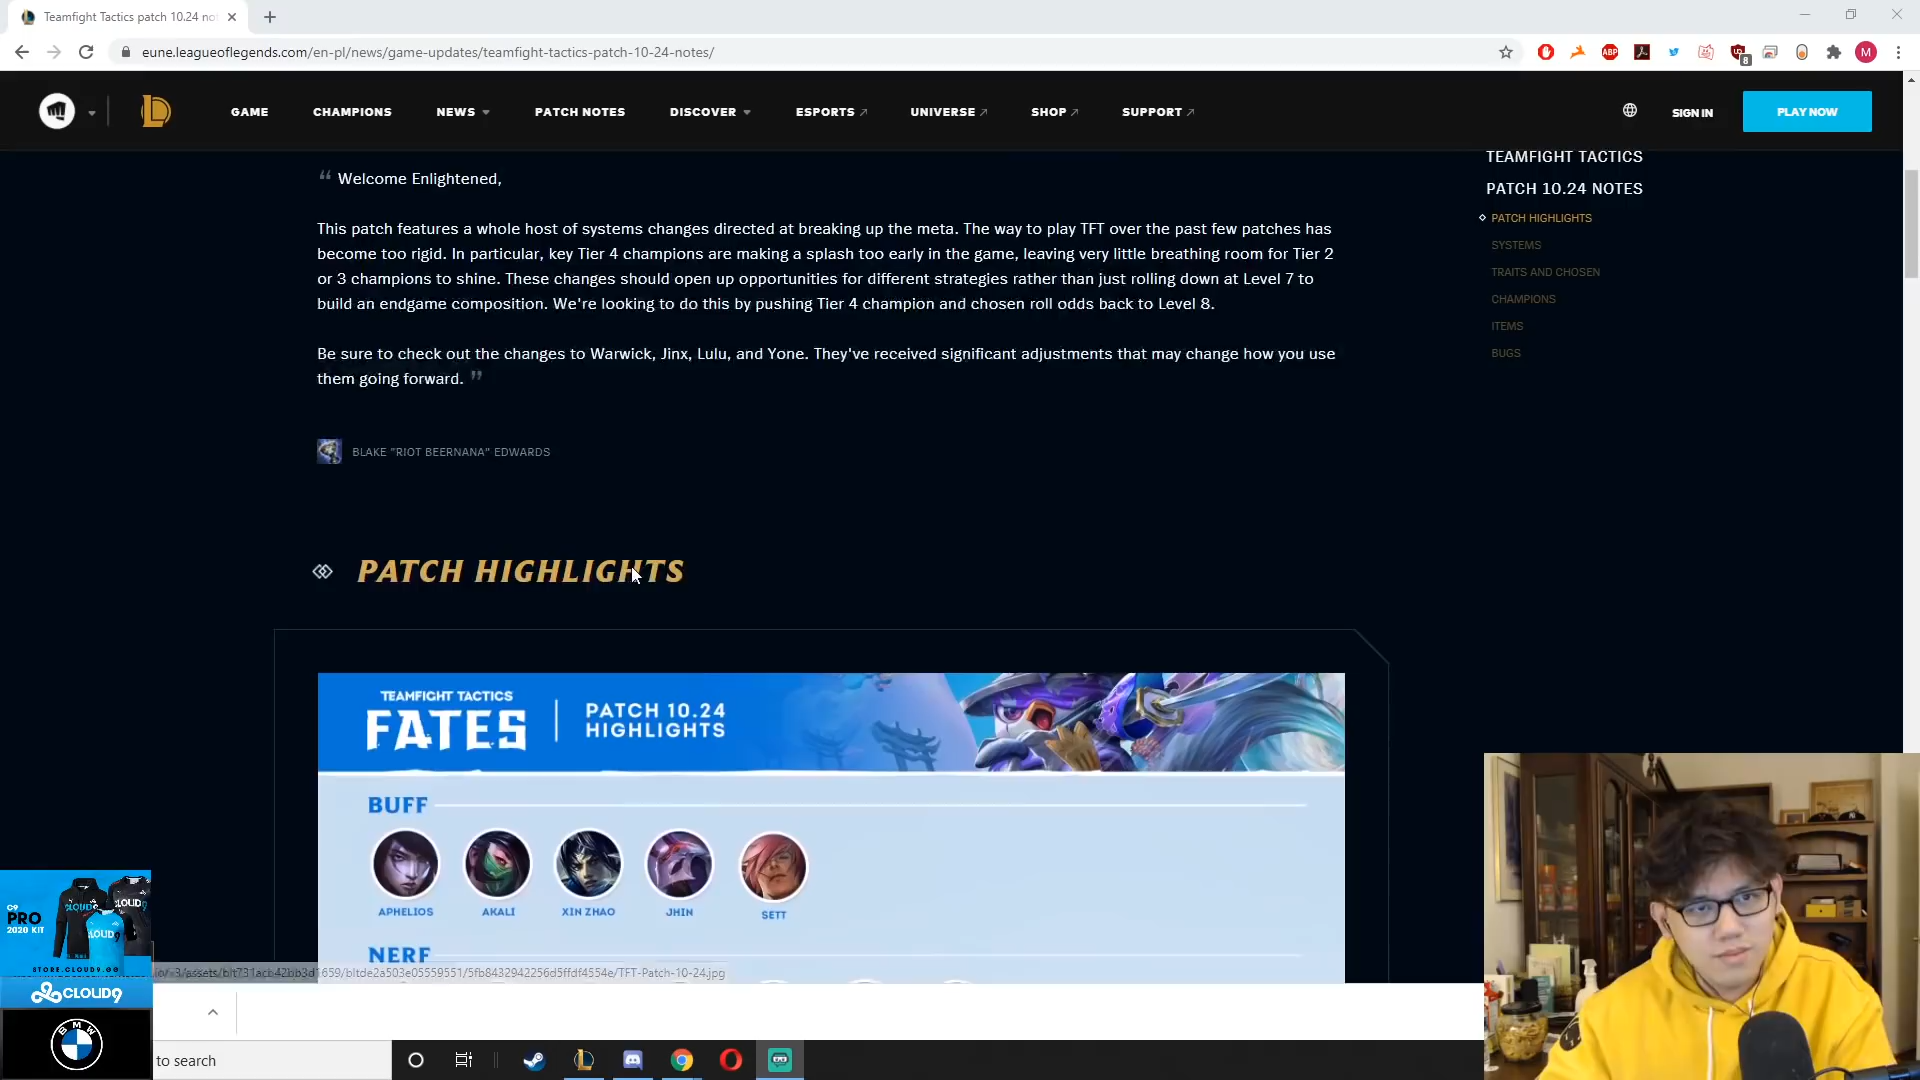 Teamfight Tactics patch 10.24 no
eune.leagueoflegends.com/en-pl/news/game-updates/teamfight-tactics-patch-10-24-notes/
M
8
GAME
CHAMPIONS
NEWS
PATCH NOTES
DISCOVER
ESPORTS
UNIVERSE
SHOP
SUPPORT
SIGN IN
PLAY NOW
“ Welcome Enlightened,
This patch features a whole host of systems changes directed at breaking up the meta. The way to play TFT over the past few patches has
become too rigid. In particular, key Tier 4 champions are making a splash too early in the game, leaving very little breathing room for Tier 2
or 3 champions to shine. These changes should open up opportunities for different strategies rather than just rolling down at Level 7 to
build an endgame composition. We're looking to do this by pushing Tier 4 champion and chosen roll odds back to Level 8.
Be sure to check out the changes to Warwick, Jinx, Lulu, and Yone. They've received significant adjustments that may change how you use
them going forward. ”
BLAKE "RIOT BEERNANA" EDWARDS
TEAMFIGHT TACTICS
PATCH 10.24 NOTES
PATCH HIGHLIGHTS
SYSTEMS
TRAITS AND CHOSEN
CHAMPIONS
ITEMS
BUGS
PATCH HIGHLIGHTS
TEAMFIGHT TACTICS
FATES
PATCH 10.24
HIGHLIGHTS
BUFF
APHELIOS
AKALI
XIN ZHAO
JHIN
SETT
NERF
C9
PRO
2020 KIT
CLOUD9
STORE.CLOUD9.GG
CLOUD9
BMW
to search